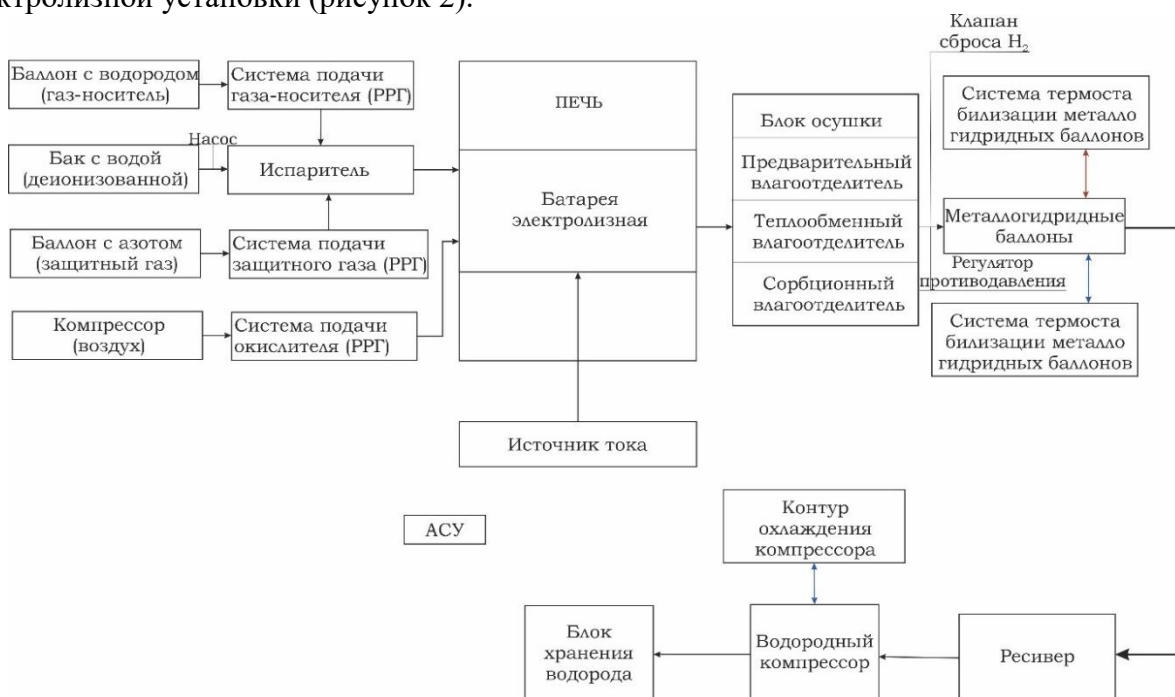 ктролизной установки (рисунок 2).
Клапан
сброса H₂
Баллон с водородом
(газ-носитель)
Система подачи
газа-носителя (РРГ)
ПЕЧЬ
Блок осушки
Система термоста
билизации металло
гидридных баллонов
Насос
Бак с водой
(деионизованной)
Испаритель
Батарея
электролизная
Предварительный
влагоотделитель
Теплообменный
влагоотделитель
Металлогидридные
баллоны
Баллон с азотом
(защитный газ)
Система подачи
защитного газа (РРГ)
Сорбционный
влагоотделитель
Регулятор
противодавления
Компрессор
(воздух)
Система подачи
окислителя (РРГ)
Система термоста
билизации металло
гидридных баллонов
Источник тока
АСУ
Контур
охлаждения
компрессора
Блок
хранения
водорода
Водородный
компрессор
Ресивер